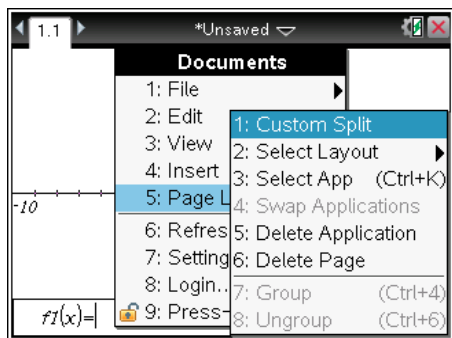 1.1
*Unsaved
Documents
1: File
2: Edit
3: View
4: Insert
5: Page L
6: Refres
7: Setting
8: Login..
9: Press-
1: Custom Split
2: Select Layout
3: Select App (Ctrl+K)
4: Swap Applications
5: Delete Application
6: Delete Page
7: Group (Ctrl+4)
8: Ungroup (Ctrl+6)
-10
f1(x)=